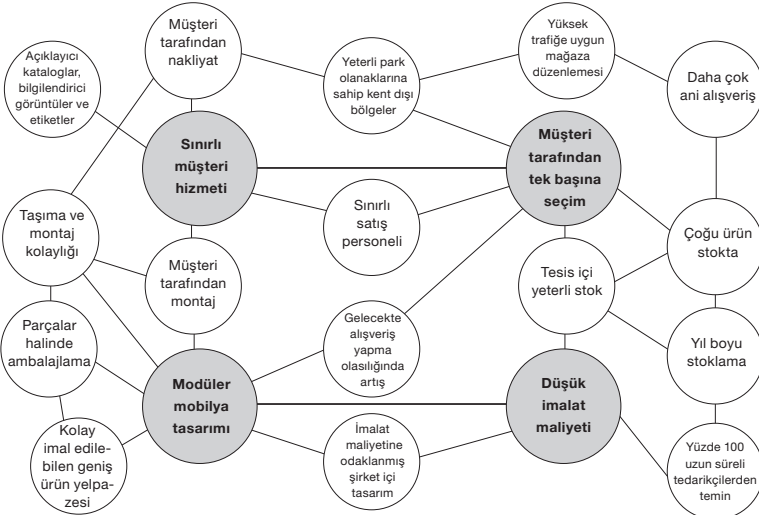 Müşteri
tarafından
nakliyat
Yüksek
trafiğe uygun
mağaza
düzenlemesi
Açıklayıcı
kataloglar,
bilgilendirici
görüntüler ve
etiketler
Yeterli park
olanaklarına
sahip kent dışı
bölgeler
Daha çok
ani alışveriş
Sınırlı
müşteri
hizmeti
Müşteri
tarafından
tek başına
seçim
Taşıma ve
montaj
kolaylığı
Sınırlı
satış
personeli
Çoğu ürün
stokta
Müşteri
tarafından
montaj
Tesis içi
yeterli stok
Parçalar
halinde
ambalajlama
Gelecekte
alışveriş
yapma
olasılığında
artış
Yıl boyu
stoklama
Modüler
mobilya
tasarımı
Düşük
imalat
maliyeti
Kolay
imal edile-
bilen geniş
ürün yelpa-
zesi
İmalat
maliyetine
odaklanmış
şirket içi
tasarım
Yüzde 100
uzun süreli
tedarikçilerden
temin